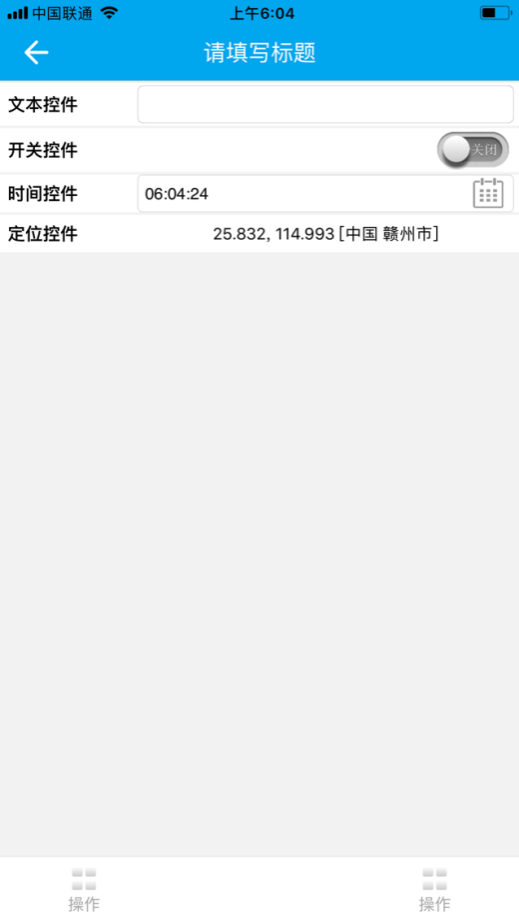 中国联通 上午6:04
请填写标题
文本控件
开关控件 关闭
时间控件 06:04:24
定位控件 25.832, 114.993 [中国 赣州市]
操作 操作